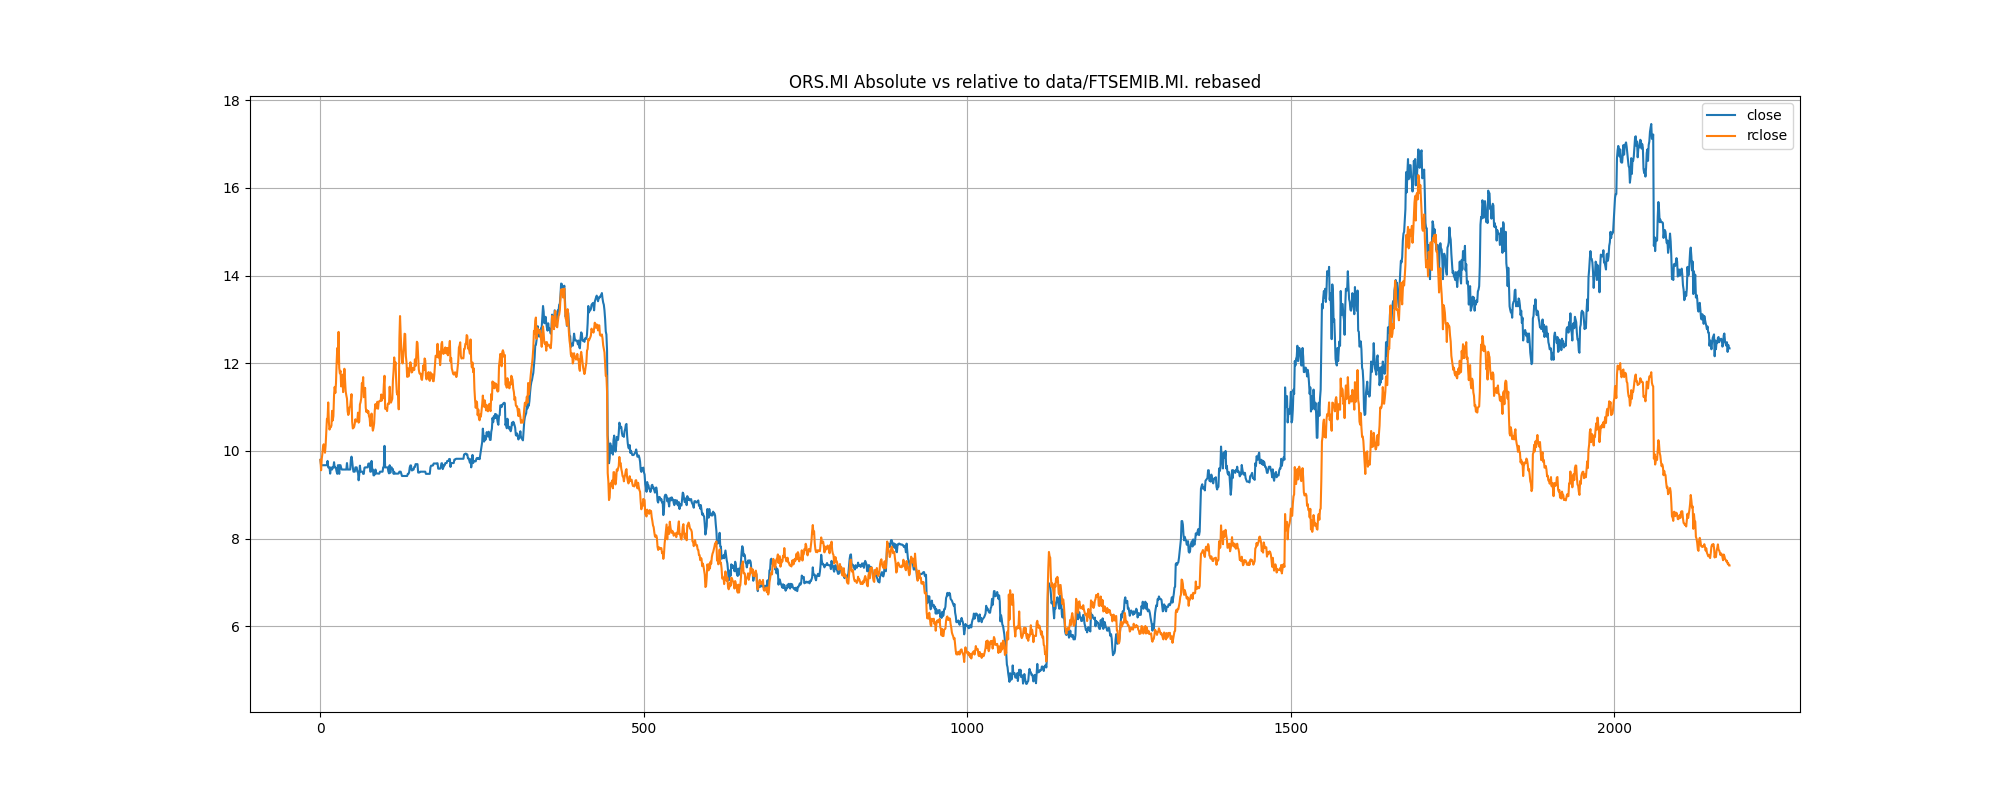 ORS.MI Absolute vs relative to data/FTSEMIB.MI. rebased
18
16
14
12
10
8
6
close
rclose
0 500 1000 1500 2000